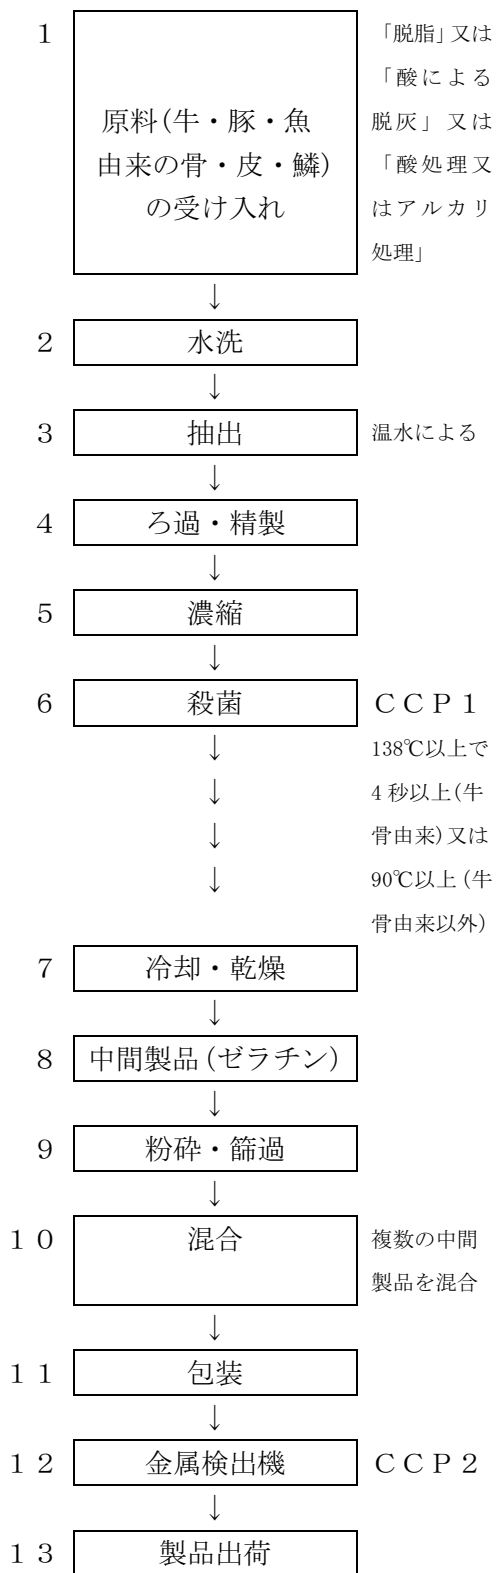 １
原料(牛・豚・魚
由来の骨・皮・鱗)
の受け入れ
「脱脂」又は
「酸による
脱灰」又は
「酸処理又
はアルカリ
処理」
↓
２ 水洗
↓
３ 抽出 温水による
↓
４ ろ過・精製
↓
５ 濃縮
↓
６ 殺菌 ＣＣＰ１
↓ 138℃以上で
↓ 4 秒以上(牛
↓ 骨由来)又は
↓ 90℃以上(牛
骨由来以外)
７ 冷却・乾燥
↓
８ 中間製品(ゼラチン)
↓
９ 粉砕・篩過
↓
１０ 混合 複数の中間
製品を混合
↓
１１ 包装
↓
１２ 金属検出機 ＣＣＰ２
↓
１３ 製品出荷